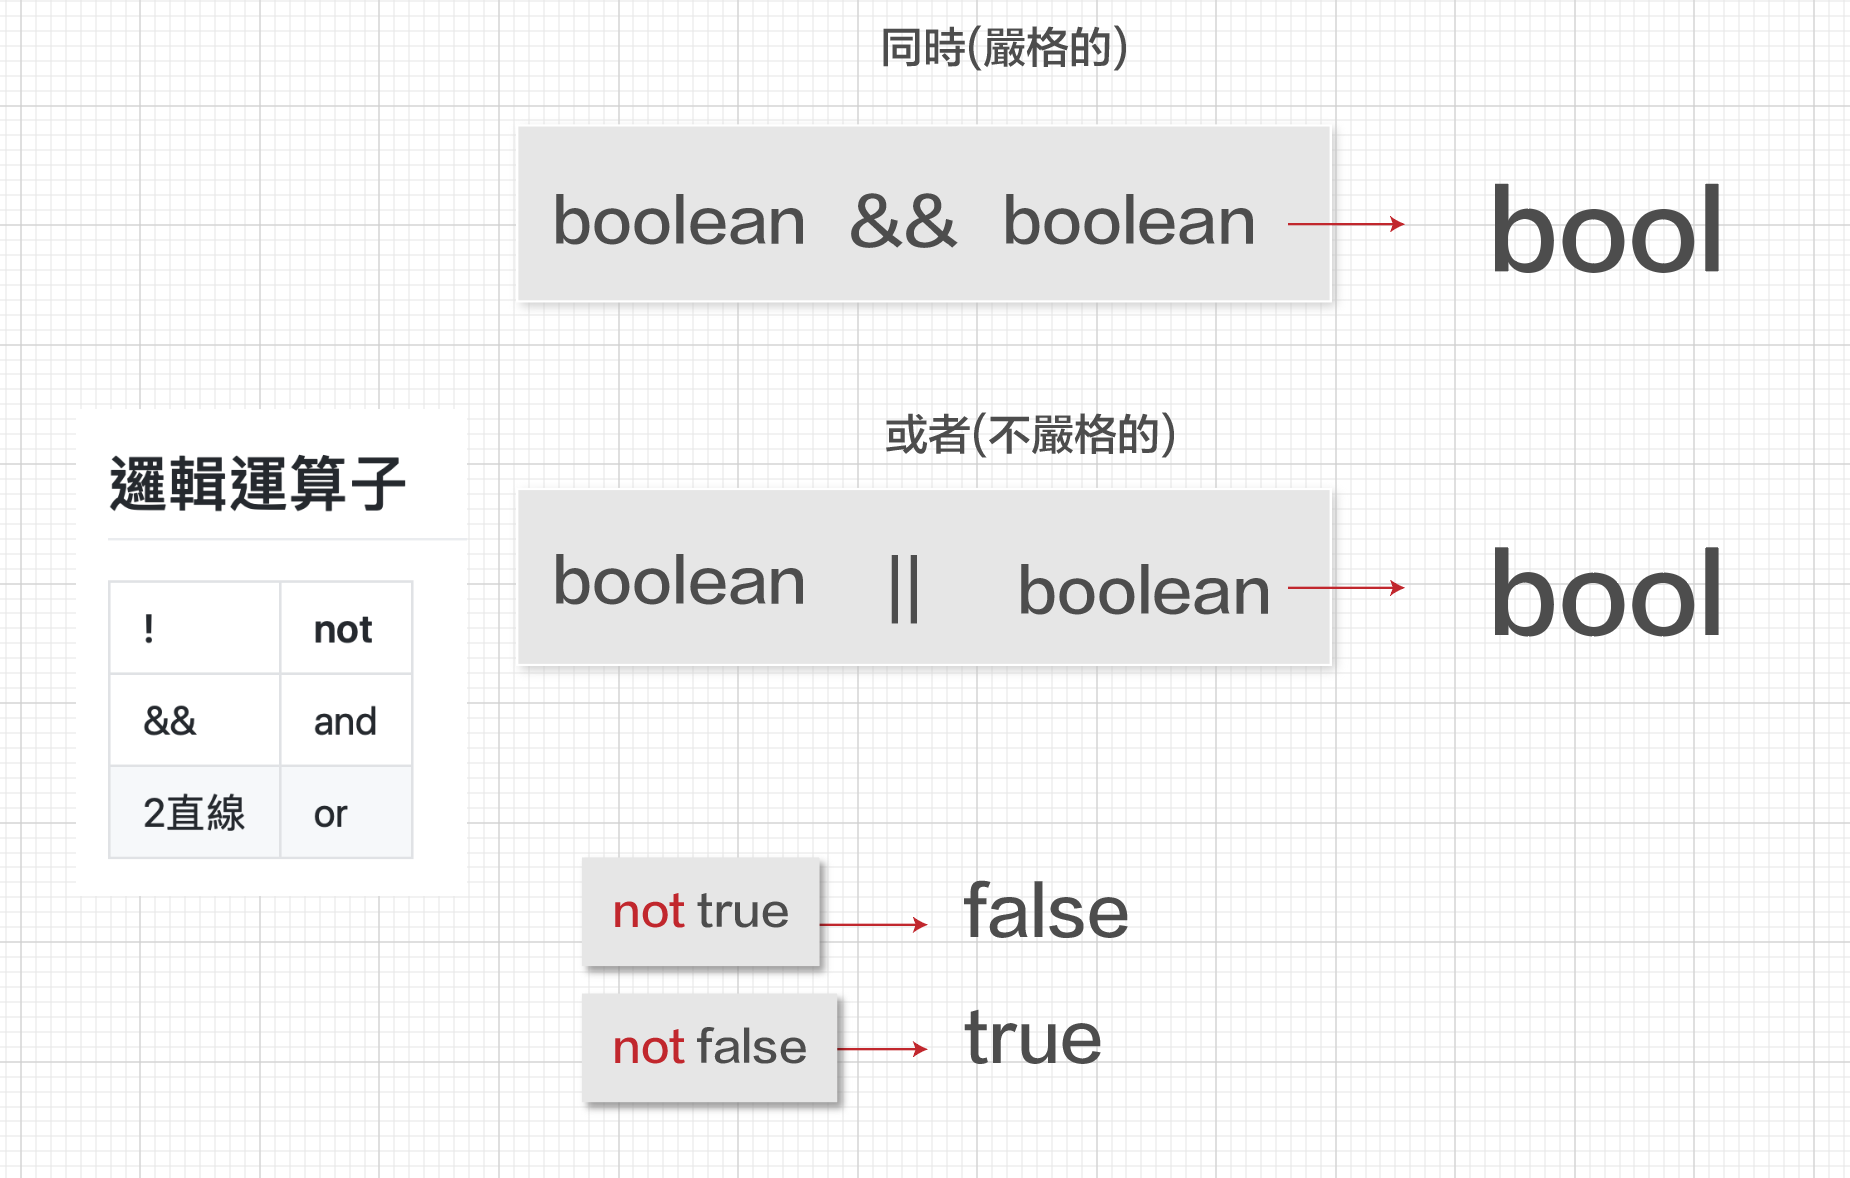 同時(嚴格的)
boolean && boolean
bool
或者(不嚴格的)
boolean || boolean
bool
邏輯運算子
! not
&& and
2直線 or
not true
false
not false
true